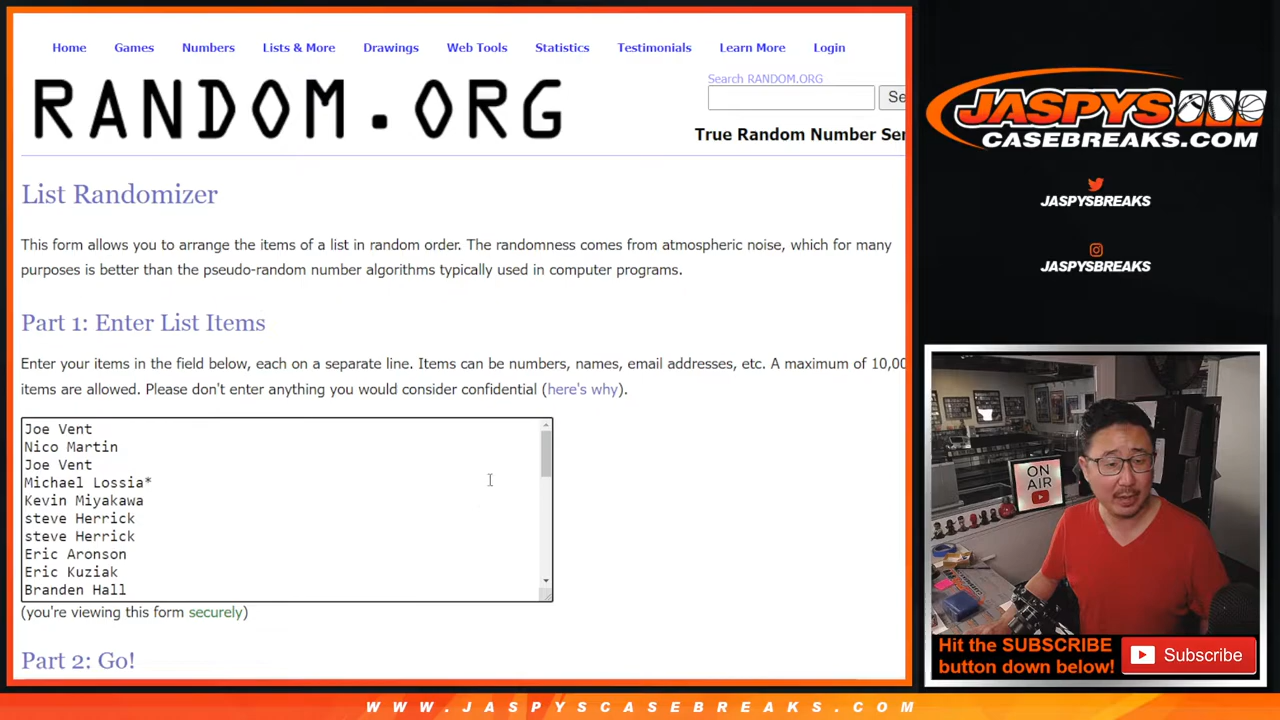 Home Games Numbers Lists & More Drawings Web Tools Statistics Testimonials Learn More Login
RANDOM.ORG
Search RANDOM.ORG
Se
True Random Number Ser
List Randomizer
This form allows you to arrange the items of a list in random order. The randomness comes from atmospheric noise, which for many
purposes is better than the pseudo-random number algorithms typically used in computer programs.
Part 1: Enter List Items
Enter your items in the field below, each on a separate line. Items can be numbers, names, email addresses, etc. A maximum of 10,00
items are allowed. Please don't enter anything you would consider confidential (here's why).
Joe Vent
Nico Martin
Joe Vent
Michael Lossia*
Kevin Miyakawa
steve Herrick
steve Herrick
Eric Aronson
Eric Kuziak
Branden Hall
(you're viewing this form securely)
Part 2: Go!
JASPYS
CASEBREAKS.COM
JASPYSBREAKS
JASPYSBREAKS
ON
AIR
Hit the SUBSCRIBE
button down below!
Subscribe
WWW.JASPYSCASEBREAKS.COM